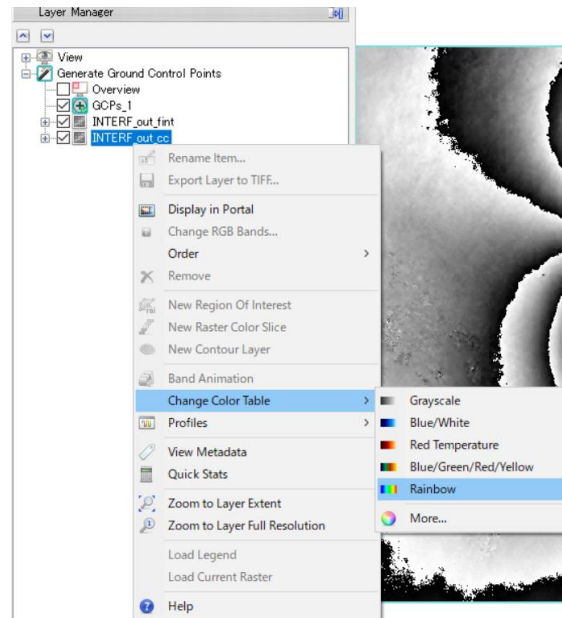 Layer Manager
View
Generate Ground Control Points
Overview
GCPs_1
INTERF_out_fint
INTERF_out_cc
Rename Item...
Export Layer to TIFF...
Display in Portal
Change RGB Bands...
Order
Remove
New Region Of Interest
New Raster Color Slice
New Contour Layer
Band Animation
Change Color Table
Grayscale
Blue/White
Red Temperature
Blue/Green/Red/Yellow
Rainbow
More...
Profiles
View Metadata
Quick Stats
Zoom to Layer Extent
Zoom to Layer Full Resolution
Load Legend
Load Current Raster
Help